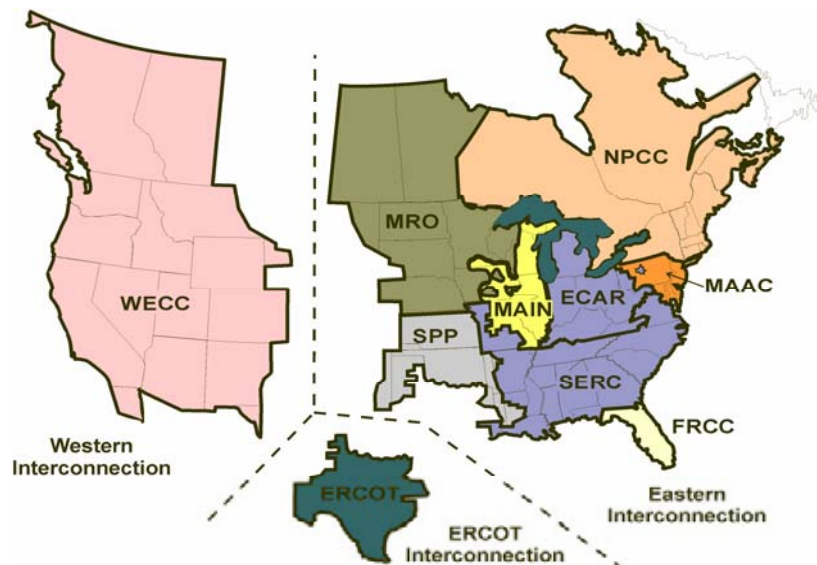 NPCC
MRO
WECC
MAIN
ECAR
MAAC
SPP
SERC
FRCC
Western
Interconnection
ERCOT
Eastern
Interconnection
ERCOT
Interconnection